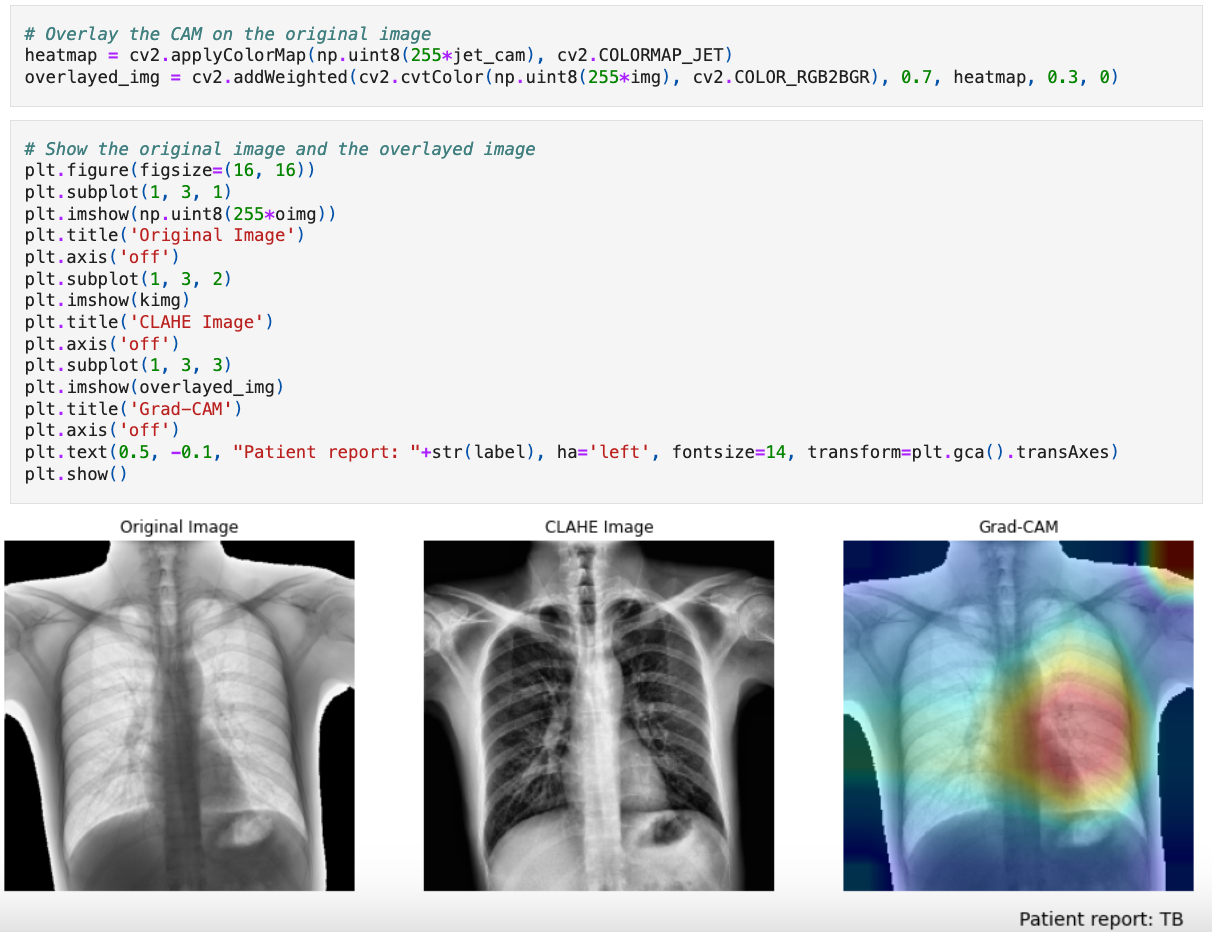 # Overlay the CAM on the original image
heatmap = cv2.applyColorMap(np.uint8(255*jet_cam), cv2.COLORMAP_JET)
overlayed_img = cv2.addWeighted(cv2.cvtColor(np.uint8(255*img), cv2.COLOR_RGB2BGR), 0.7, heatmap, 0.3, 0)
# Show the original image and the overlayed image
plt.figure(figsize=(16, 16))
plt.subplot(1, 3, 1)
plt.imshow(np.uint8(255*oimg))
plt.title('Original Image')
plt.axis('off')
plt.subplot(1, 3, 2)
plt.imshow(kimg)
plt.title('CLAHE Image')
plt.axis('off')
plt.subplot(1, 3, 3)
plt.imshow(overlayed_img)
plt.title('Grad-CAM')
plt.axis('off')
plt.text(0.5, -0.1, "Patient report: "+str(label), ha='left', fontsize=14, transform=plt.gca().transAxes)
plt.show()
Original Image
CLAHE Image
Grad-CAM
Patient report: TB